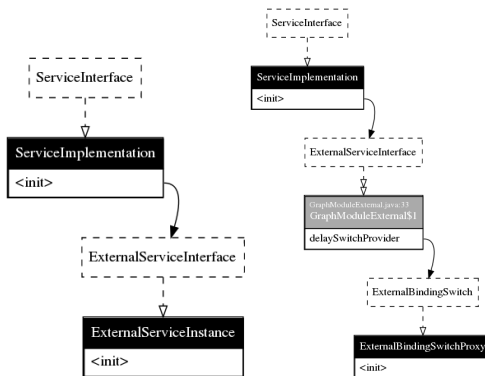 ServiceInterface
ServiceImplementation
<init>
ExternalServiceInterface
ExternalServiceInstance
<init>
ServiceInterface
ServiceImplementation
<init>
ExternalServiceInterface
GraphModuleExternal.java:33
GraphModuleExternal$1
delaySwitchProvider
ExternalBindingSwitch
ExternalBindingSwitchProxy
<init>